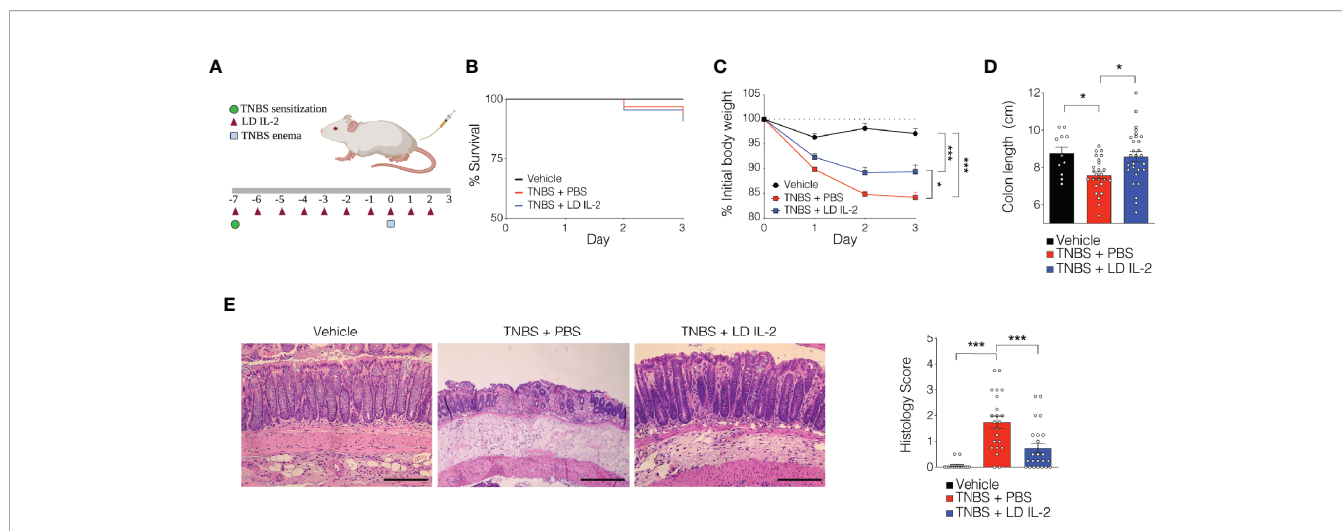 A
TNBS sensitization
LD IL-2
TNBS enema
-7 -6 -5 -4 -3 -2 -1 0 1 2 3
B
% Survival
100
75
50
0 1 2 3
Day
Vehicle
TNBS + PBS
TNBS + LD IL-2
C
% Initial body weight
105
100
95
90
85
80
0 1 2 3
Day
Vehicle
TNBS + PBS
TNBS + LD IL-2
***
***
*
D
Colon length (cm)
12
10
8
6
*
*
Vehicle
TNBS + PBS
TNBS + LD IL-2
E
Vehicle
TNBS + PBS
TNBS + LD IL-2
Histology Score
5
4
3
2
1
0
***
***
Vehicle
TNBS + PBS
TNBS + LD IL-2